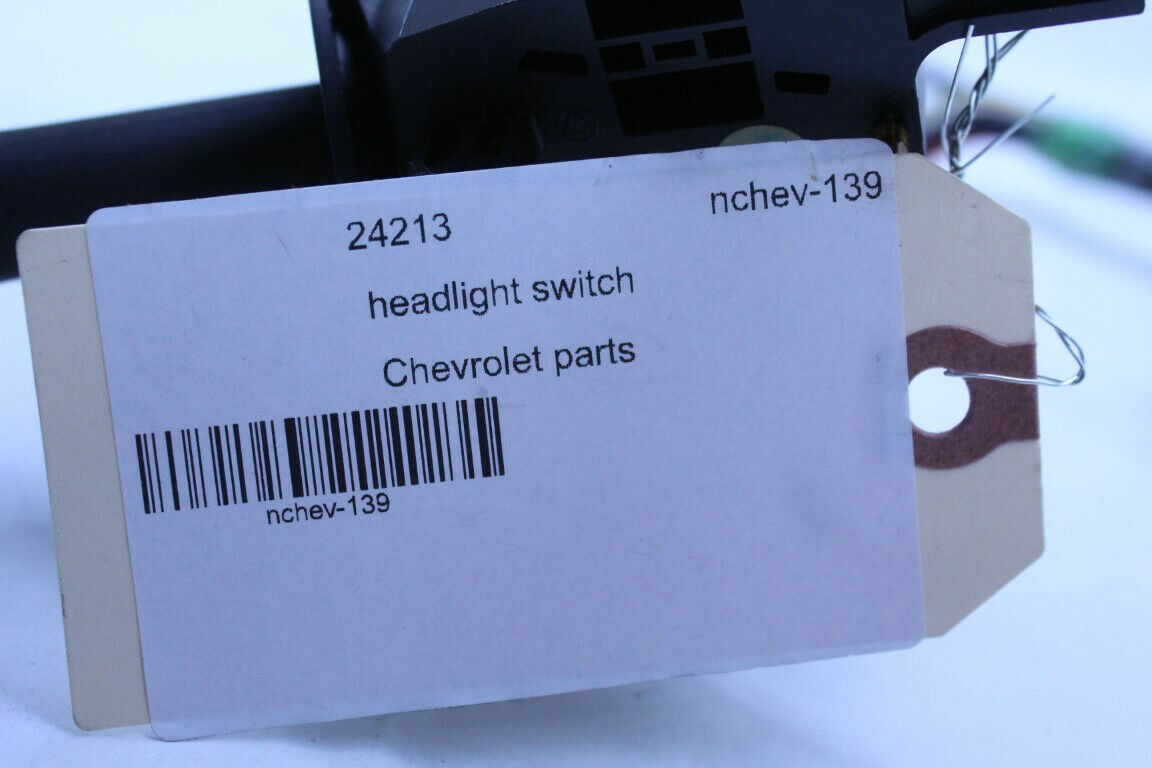 24213 nchev-139
headlight switch
Chevrolet parts
nchev-139